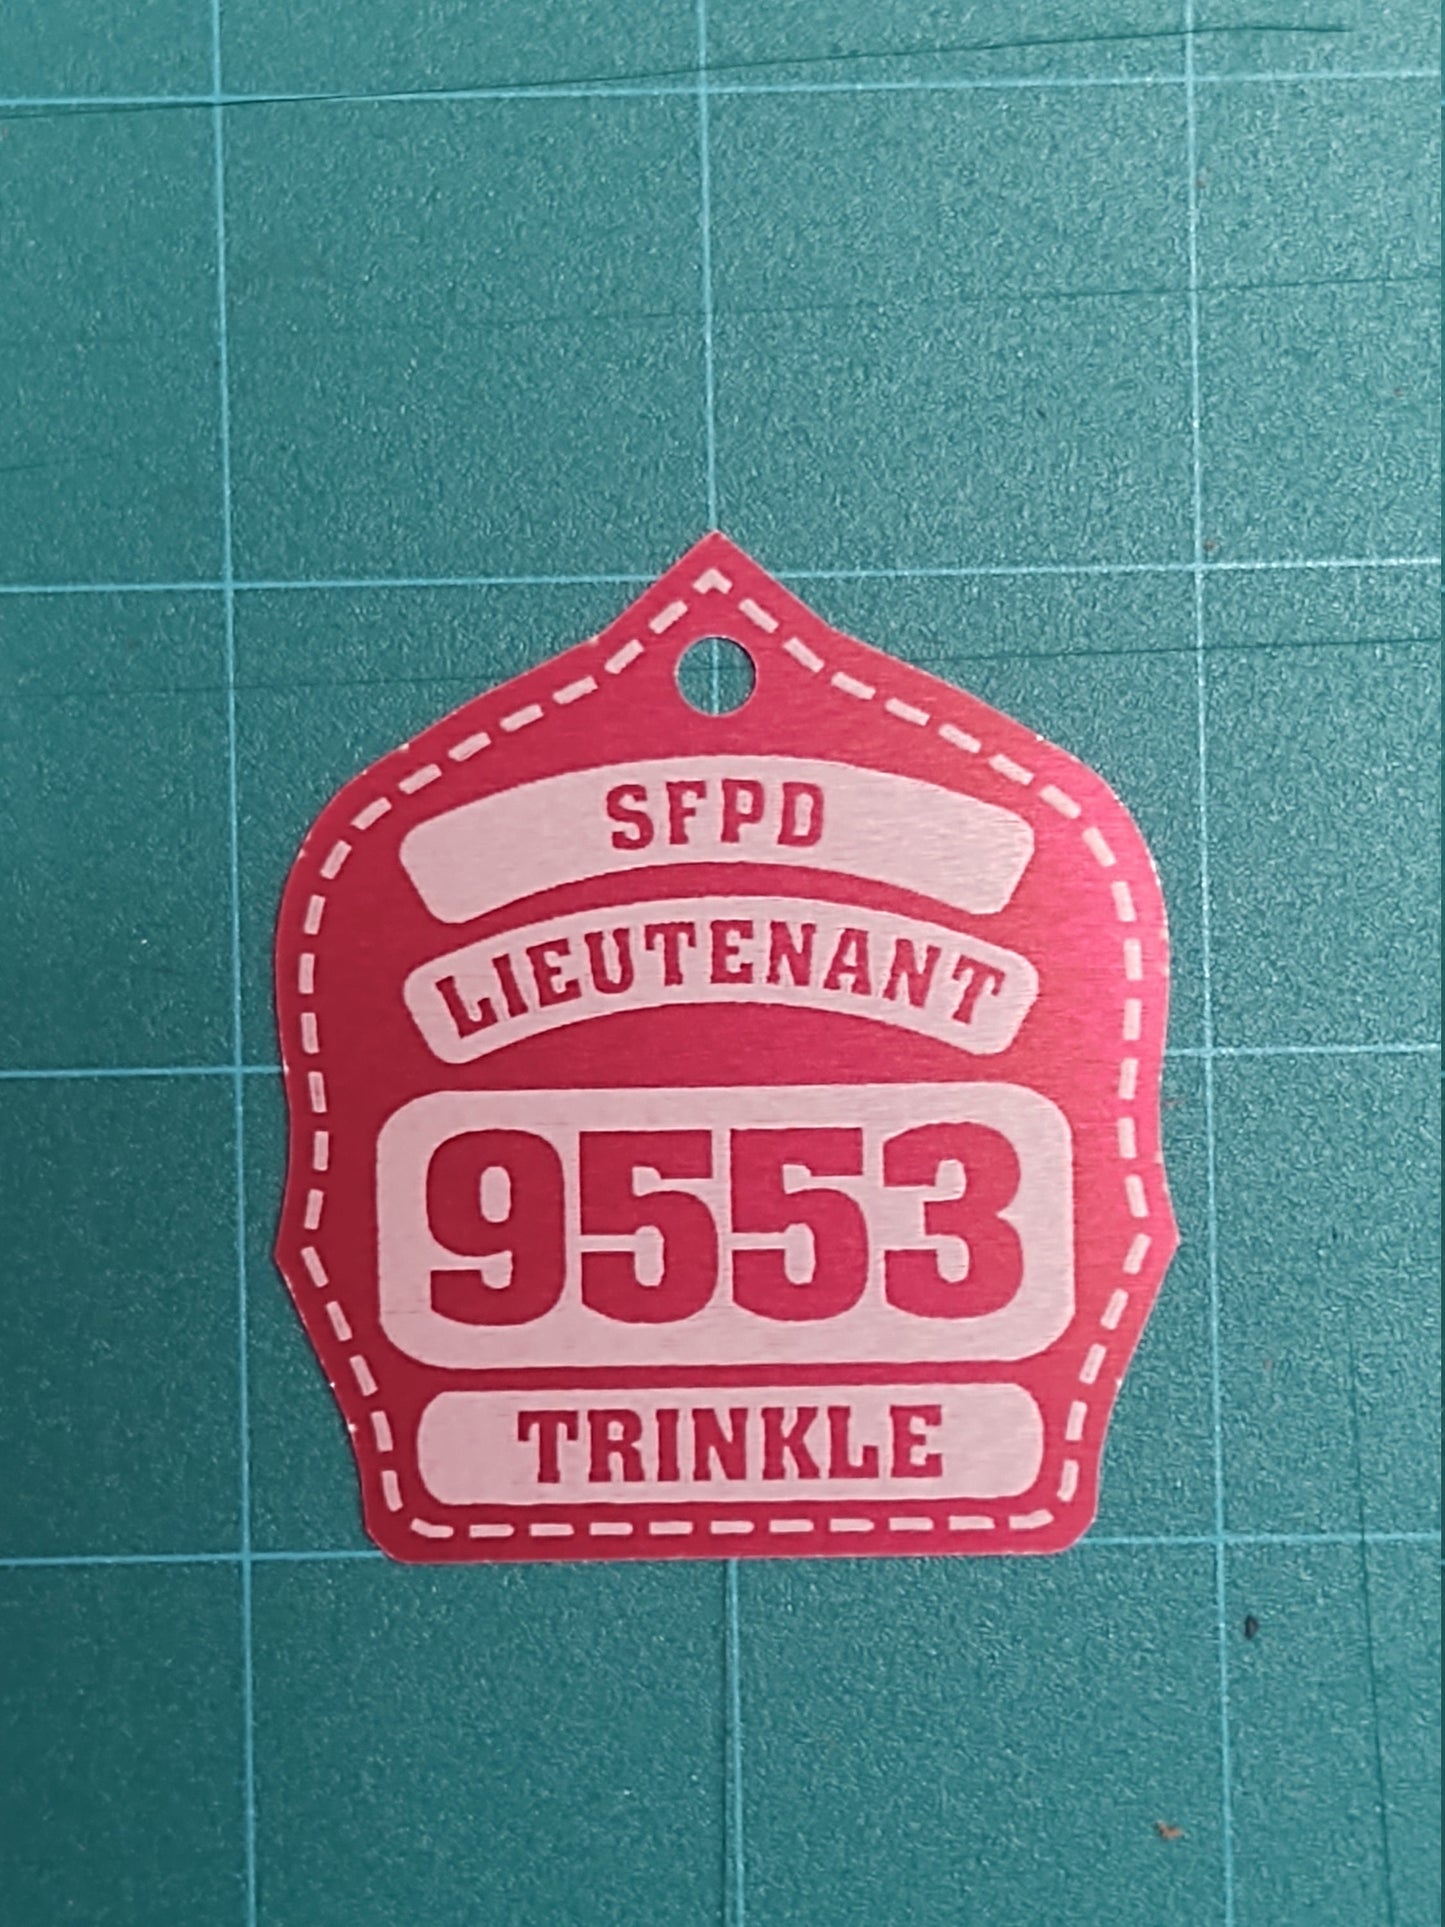 SFPD
LIEUTENANT
9553
TRINKLE